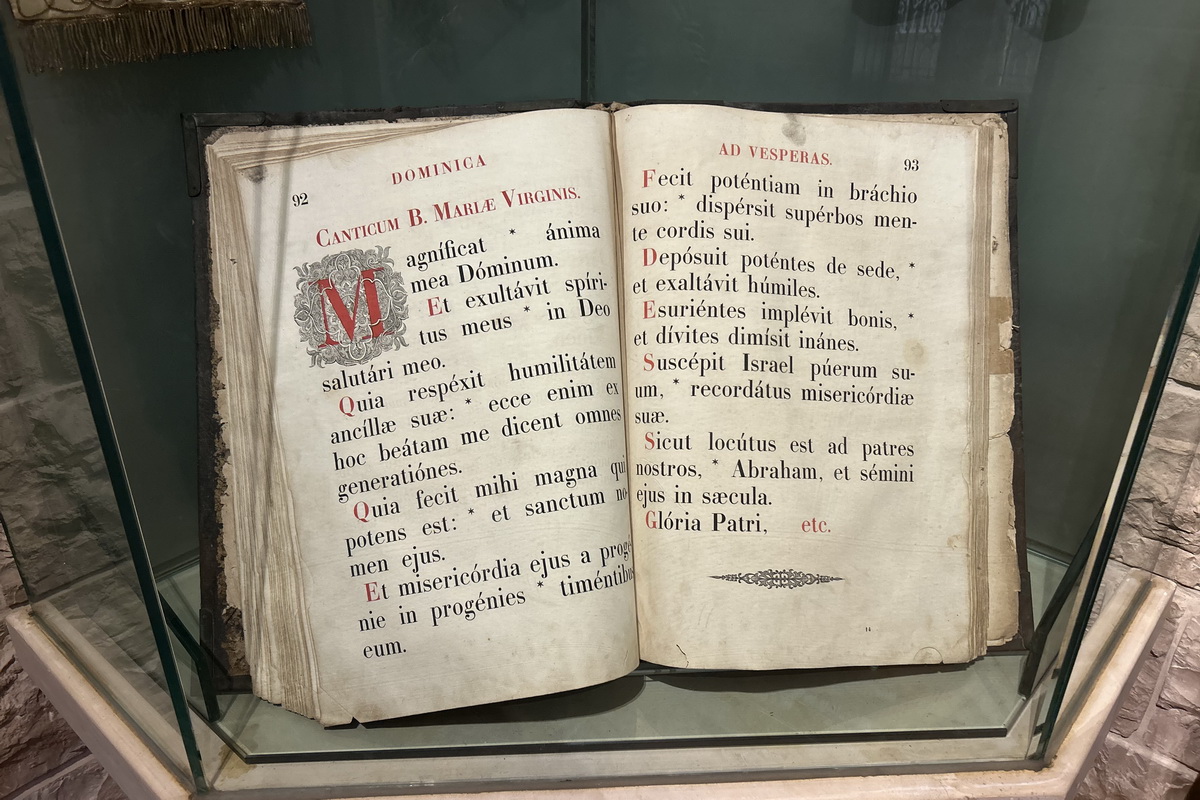 92
DOMINICA
CANTICUM B. MARIÆ VIRGINIS.
Magníficat * ánima
mea Dóminum.
Et exultávit spíri-
tus meus * in Deo
salutári meo.
Quia respéxit humilitátem
ancíllæ suæ: * ecce enim ex
hoc beátam me dicent omnes
generatiónes.
Quia fecit mihi magna qui
potens est: * et sanctum no-
men ejus.
Et misericórdia ejus a progé-
nie in progénies * timéntibus
eum.
AD VESPERAS.
93
Fecit poténtiam in bráchio
suo: * dispérsit supérbos men-
te cordis sui.
Depósuit poténtes de sede, *
et exaltávit húmiles.
Esuriéntes implévit bonis, *
et dívites dimísit inánes.
Suscépit Israel púerum su-
um, * recordátus misericórdiæ
suæ.
Sicut locútus est ad patres
nostros, * Abraham, et sémini
ejus in sæcula.
Glória Patri, etc.
14